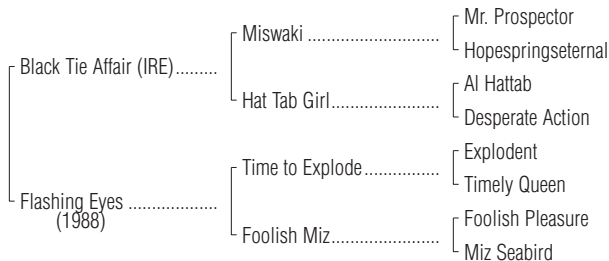 Mr. Prospector
Miswaki ........................
Hopespringseternal
Black Tie Affair (IRE).........
Al Hattab
Hat Tab Girl....................
Desperate Action
Explodent
Time to Explode..............
Timely Queen
Flashing Eyes ...................
(1988)
Foolish Pleasure
Foolish Miz.....................
Miz Seabird